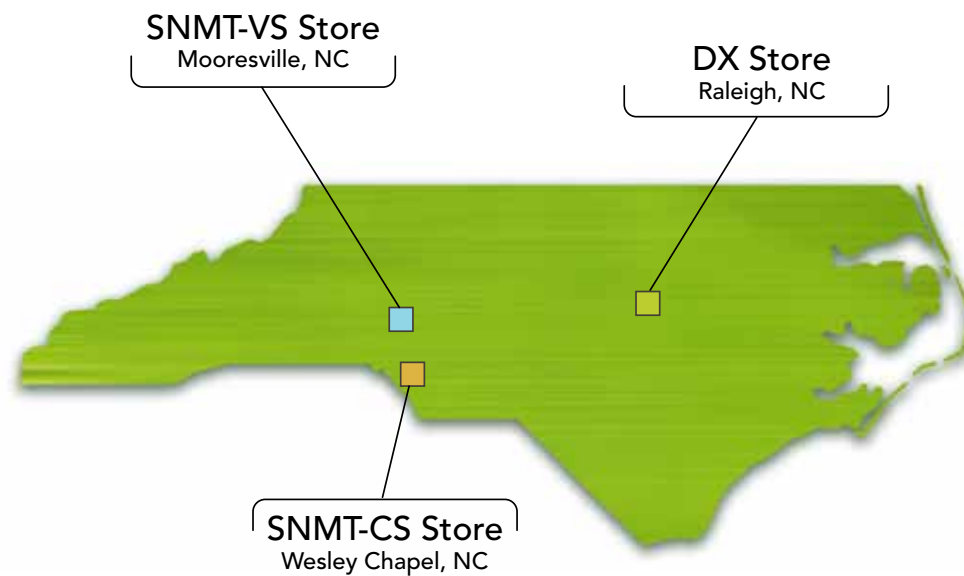 SNMT-VS Store
Mooresville, NC
DX Store
Raleigh, NC
SNMT-CS Store
Wesley Chapel, NC